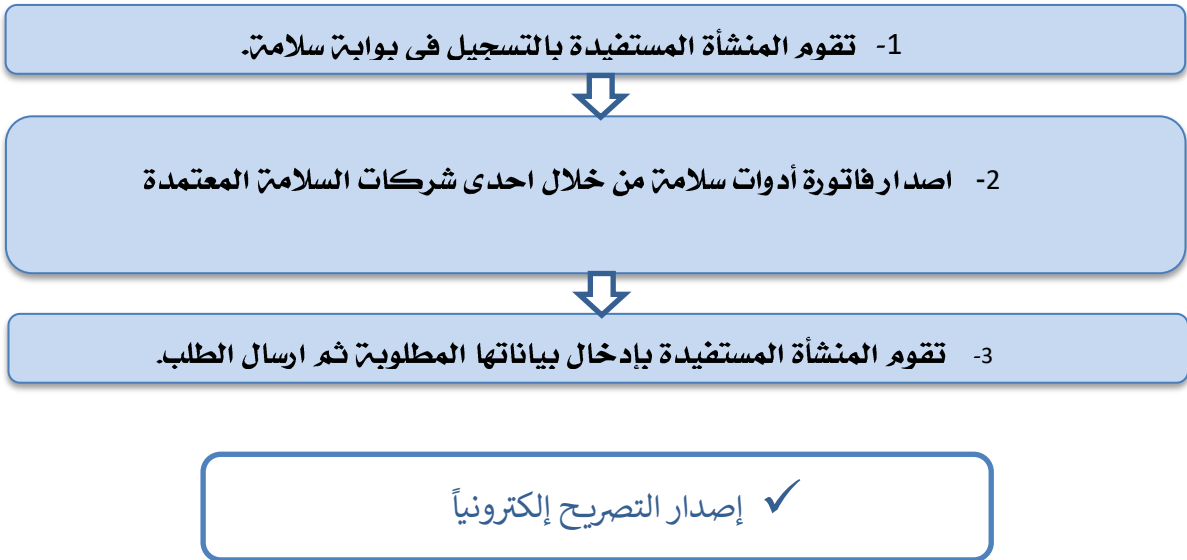 1- تقوم المنشأة المستفيدة بالتسجيل في بوابة سلامة.
2- اصدار فاتورة أدوات سلامة من خلال احدى شركات السلامة المعتمدة
3- تقوم المنشأة المستفيدة بإدخال بياناتها المطلوبة ثم ارسال الطلب.
✓ إصدار التصريح إلكترونياً